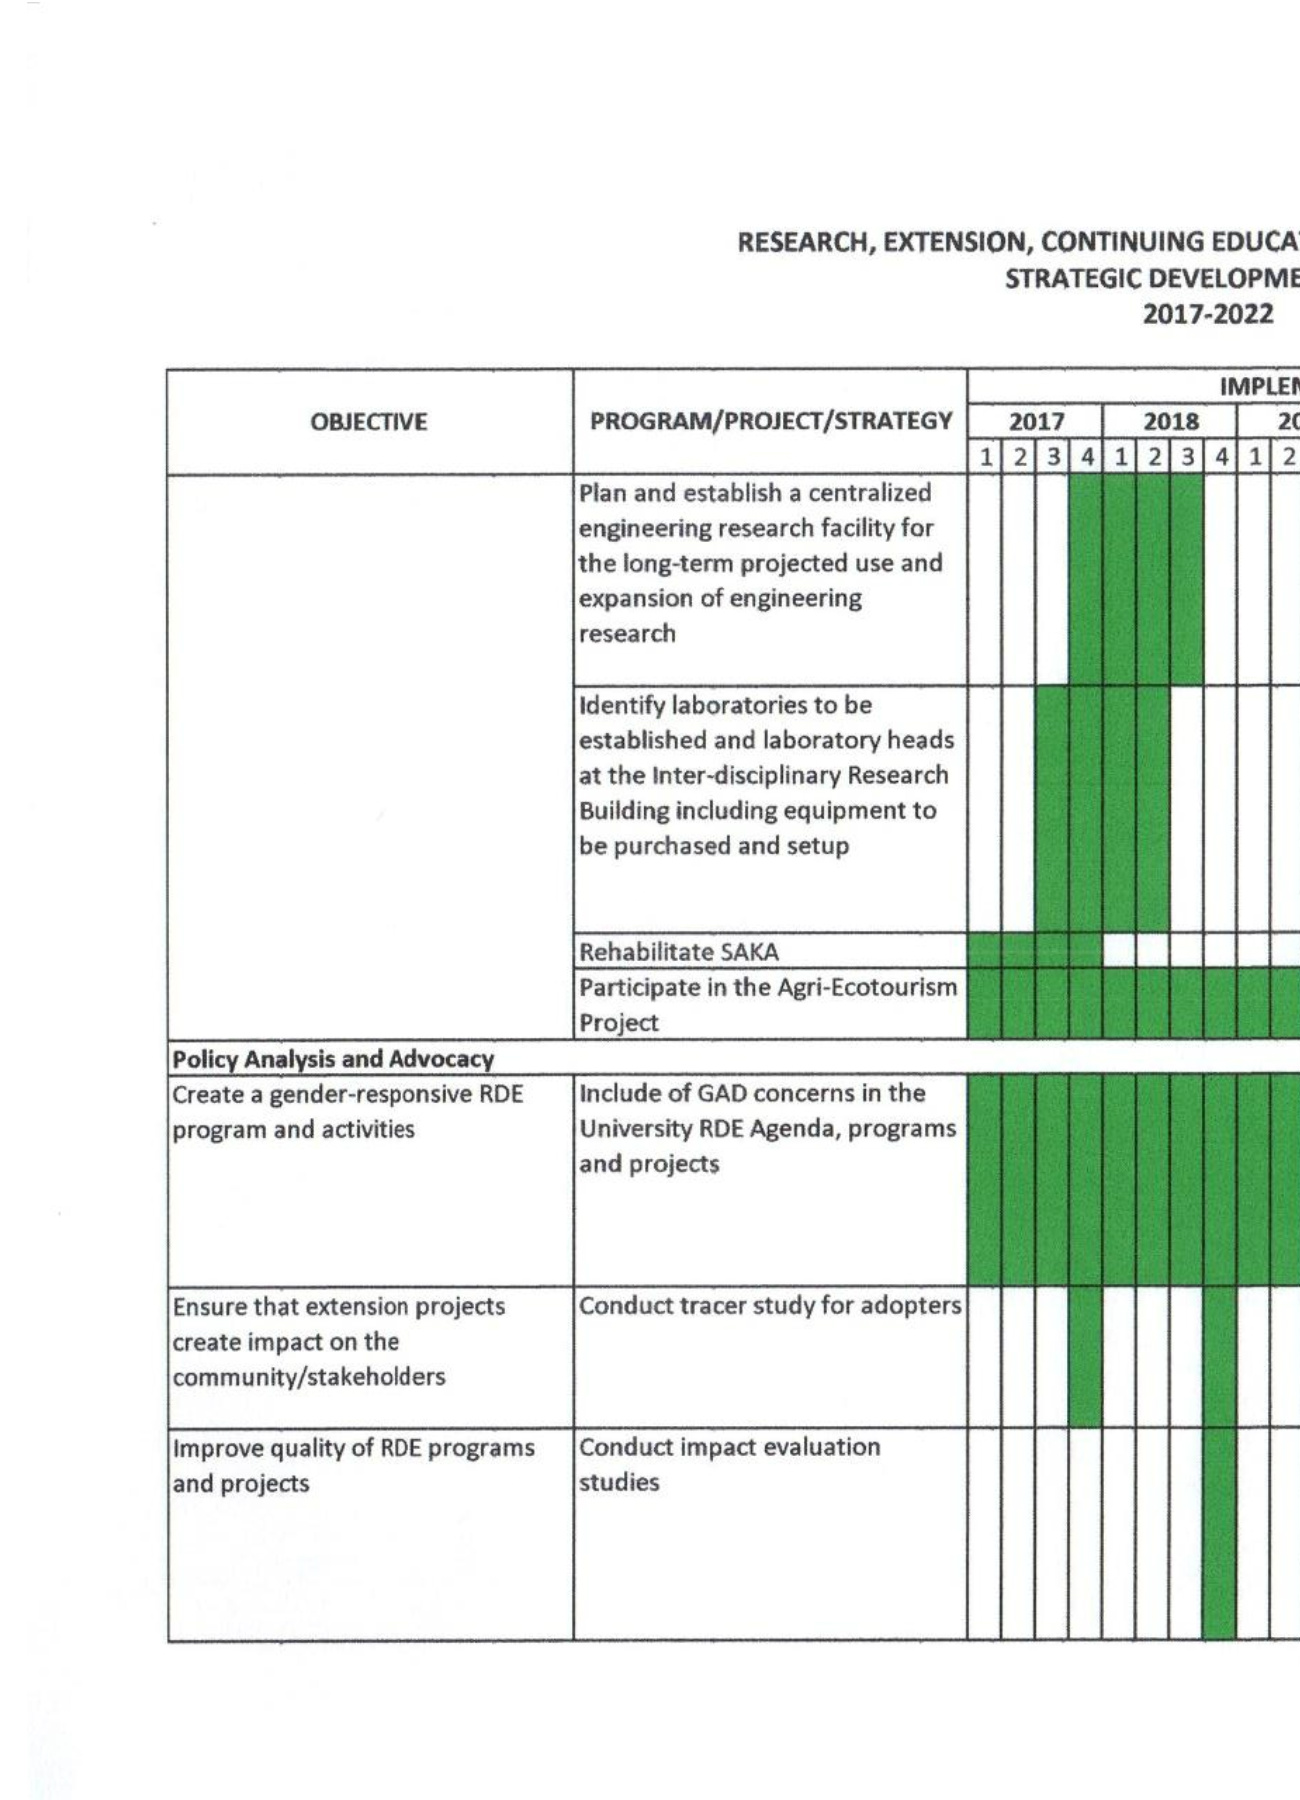 RESEARCH, EXTENSION, CONTINUING EDUCA
STRATEGIC DEVELOPME
2017-2022
OBJECTIVE
PROGRAM/PROJECT/STRATEGY
IMPLEM
2017 2018 20
1 2 3 4 1 2 3 4 1 2
Plan and establish a centralized
engineering research facility for
the long-term projected use and
expansion of engineering
research
Identify laboratories to be
established and laboratory heads
at the Inter-disciplinary Research
Building including equipment to
be purchased and setup
Rehabilitate SAKA
Participate in the Agri-Ecotourism
Project
Policy Analysis and Advocacy
Create a gender-responsive RDE
program and activities
Include of GAD concerns in the
University RDE Agenda, programs
and projects
Ensure that extension projects
create impact on the
community/stakeholders
Conduct tracer study for adopters
Improve quality of RDE programs
and projects
Conduct impact evaluation
studies